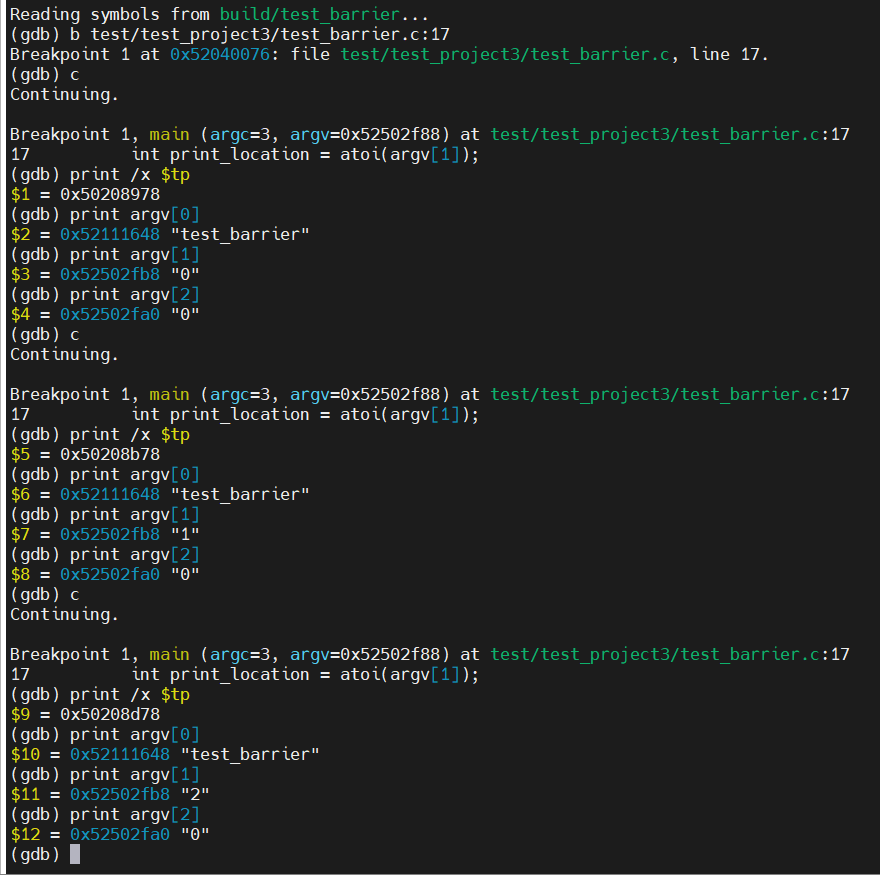 Reading symbols from build/test_barrier...
(gdb) b test/test_project3/test_barrier.c:17
Breakpoint 1 at 0x52040076: file test/test_project3/test_barrier.c, line 17.
(gdb) c
Continuing.

Breakpoint 1, main (argc=3, argv=0x52502f88) at test/test_project3/test_barrier.c:17
17          int print_location = atoi(argv[1]);
(gdb) print /x $tp
$1 = 0x50208978
(gdb) print argv[0]
$2 = 0x52111648 "test_barrier"
(gdb) print argv[1]
$3 = 0x52502fb8 "0"
(gdb) print argv[2]
$4 = 0x52502fa0 "0"
(gdb) c
Continuing.

Breakpoint 1, main (argc=3, argv=0x52502f88) at test/test_project3/test_barrier.c:17
17          int print_location = atoi(argv[1]);
(gdb) print /x $tp
$5 = 0x50208b78
(gdb) print argv[0]
$6 = 0x52111648 "test_barrier"
(gdb) print argv[1]
$7 = 0x52502fb8 "1"
(gdb) print argv[2]
$8 = 0x52502fa0 "0"
(gdb) c
Continuing.

Breakpoint 1, main (argc=3, argv=0x52502f88) at test/test_project3/test_barrier.c:17
17          int print_location = atoi(argv[1]);
(gdb) print /x $tp
$9 = 0x50208d78
(gdb) print argv[0]
$10 = 0x52111648 "test_barrier"
(gdb) print argv[1]
$11 = 0x52502fb8 "2"
(gdb) print argv[2]
$12 = 0x52502fa0 "0"
(gdb)